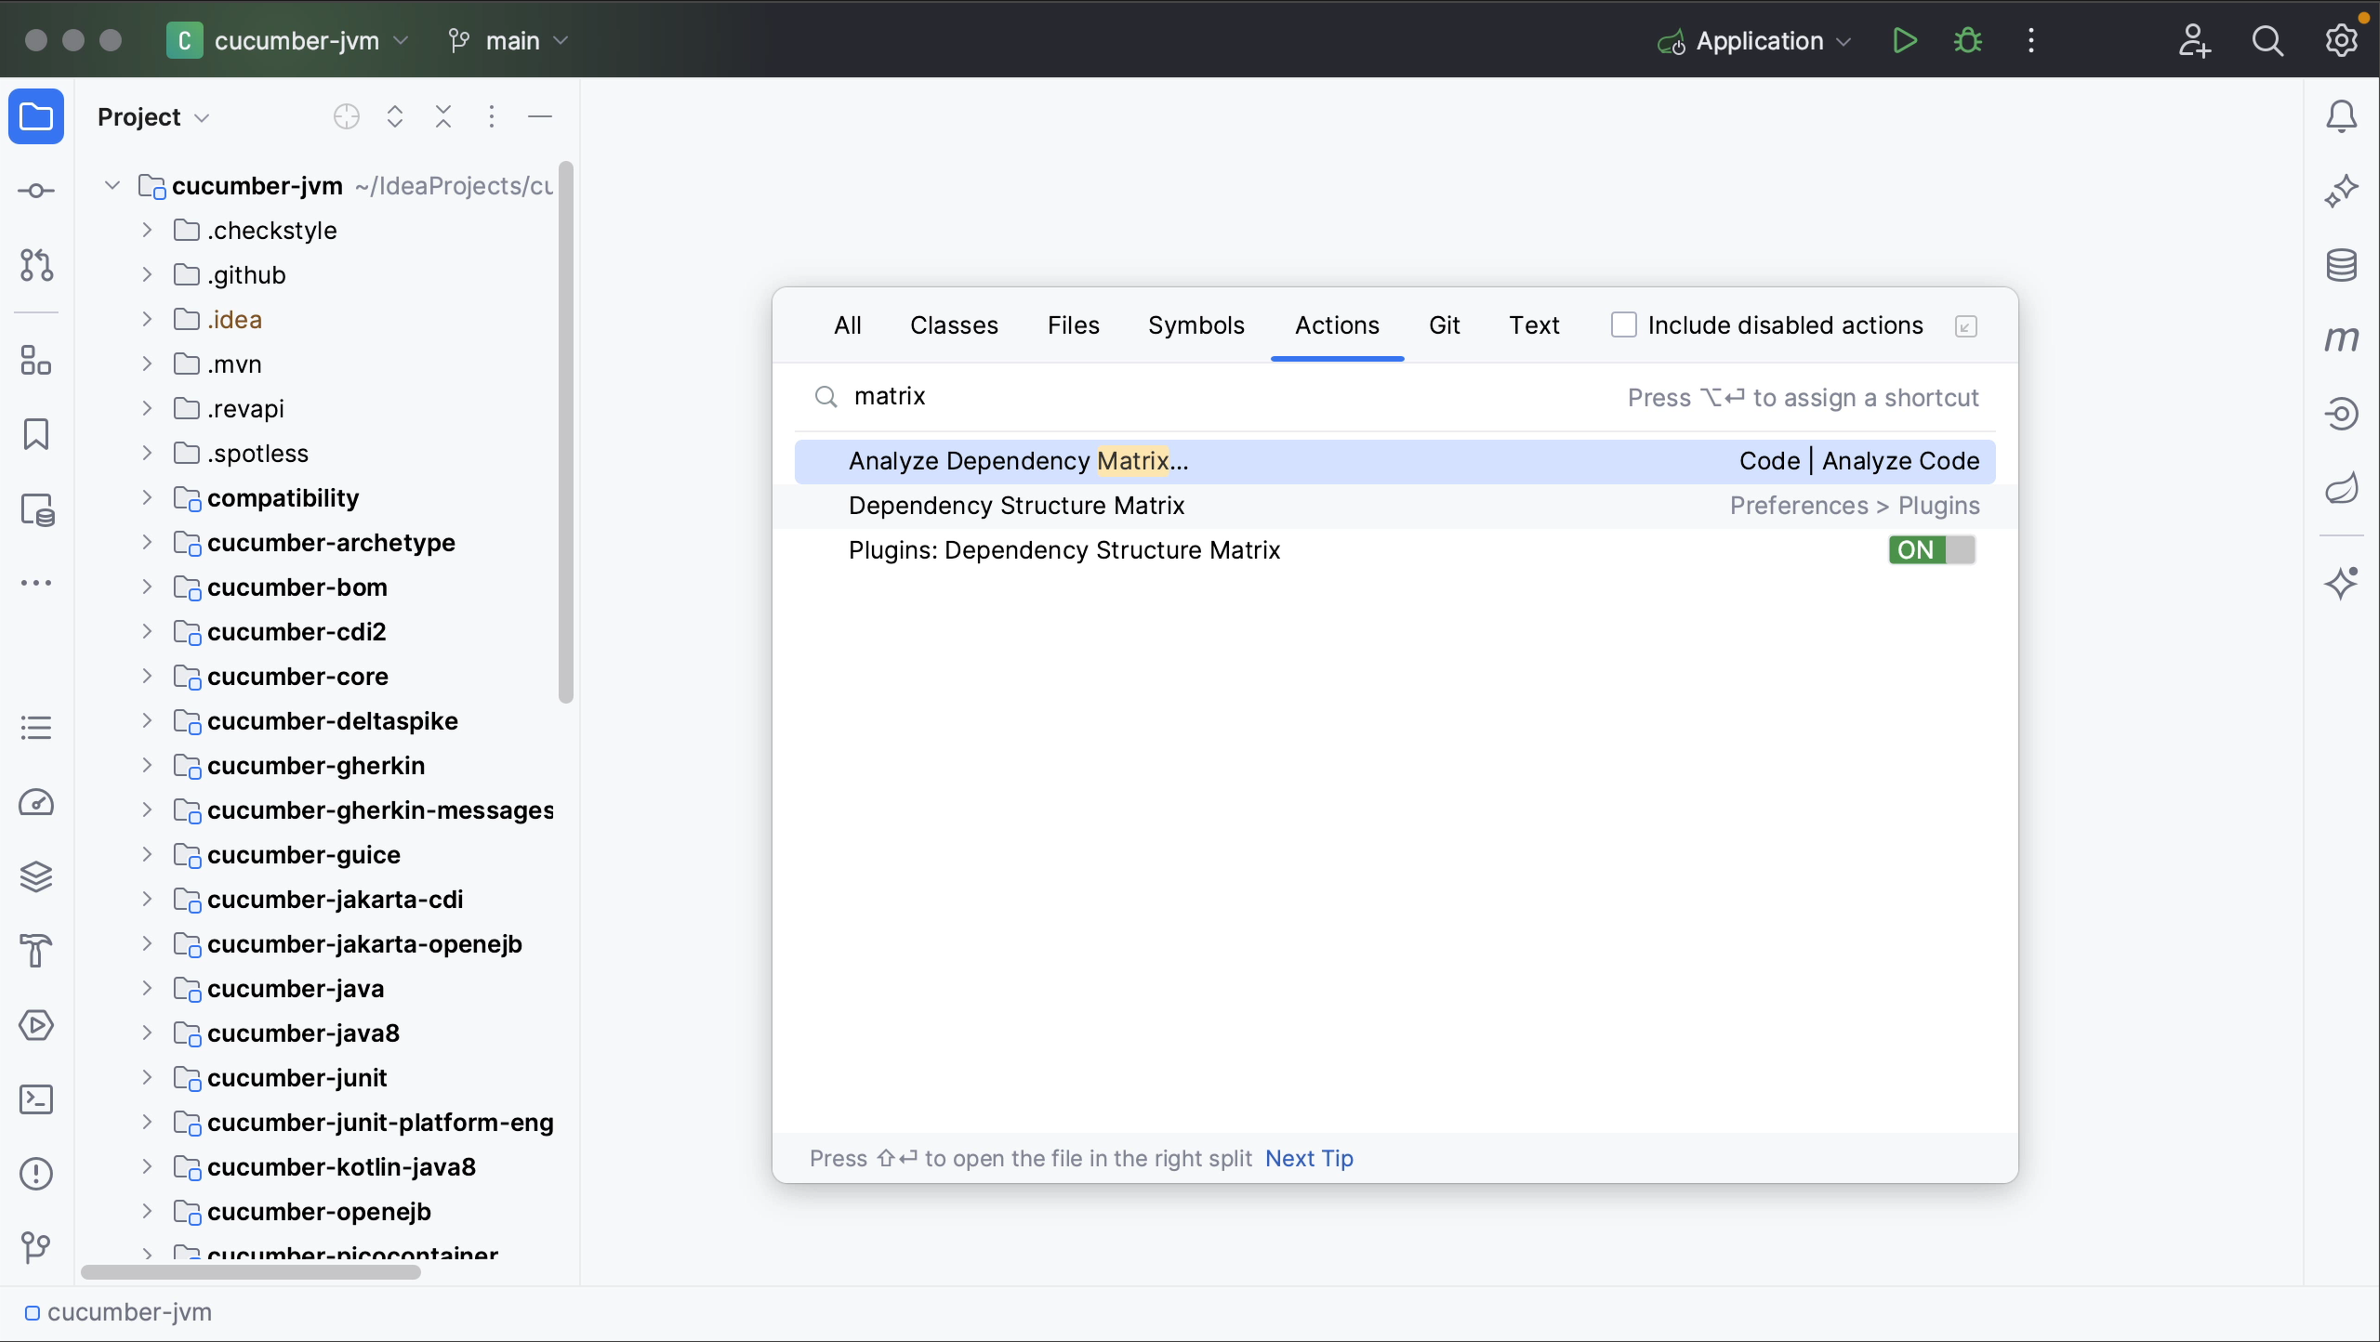 C cucumber-jvm main Application
Project
cucumber-jvm ~/IdeaProjects/cu
.checkstyle
.github
.idea
.mvn
.revapi
.spotless
compatibility
cucumber-archetype
cucumber-bom
cucumber-cdi2
cucumber-core
cucumber-deltaspike
cucumber-gherkin
cucumber-gherkin-messages
cucumber-guice
cucumber-jakarta-cdi
cucumber-jakarta-openejb
cucumber-java
cucumber-java8
cucumber-junit
cucumber-junit-platform-eng
cucumber-kotlin-java8
cucumber-openejb
cucumber-picocontainer
All Classes Files Symbols Actions Git Text Include disabled actions
matrix Press ⌥↵ to assign a shortcut
Analyze Dependency Matrix... Code | Analyze Code
Dependency Structure Matrix Preferences > Plugins
Plugins: Dependency Structure Matrix ON
Press ⇧↵ to open the file in the right split Next Tip
m
cucumber-jvm